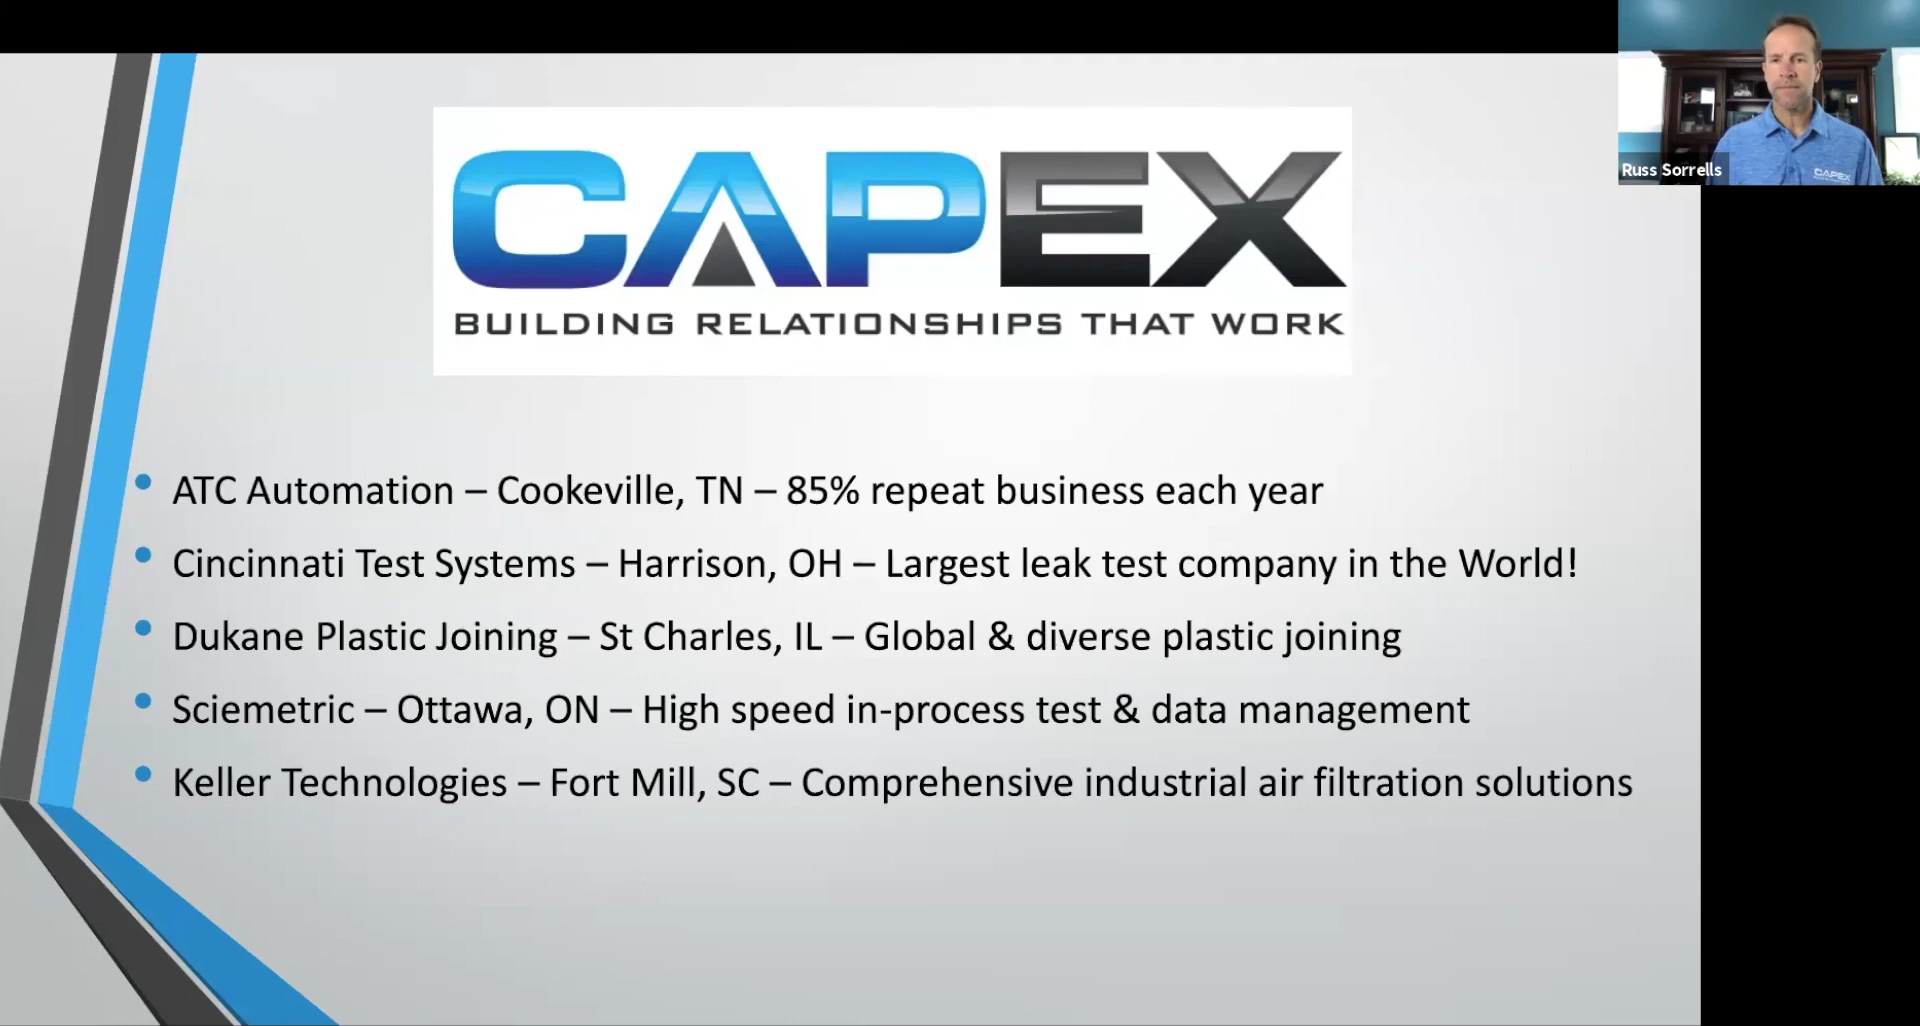 CAPEX
BUILDING RELATIONSHIPS THAT WORK
Russ Sorrells
CAPEX
• ATC Automation – Cookeville, TN – 85% repeat business each year
• Cincinnati Test Systems – Harrison, OH – Largest leak test company in the World!
• Dukane Plastic Joining – St Charles, IL – Global & diverse plastic joining
• Sciemetric – Ottawa, ON – High speed in-process test & data management
• Keller Technologies – Fort Mill, SC – Comprehensive industrial air filtration solutions